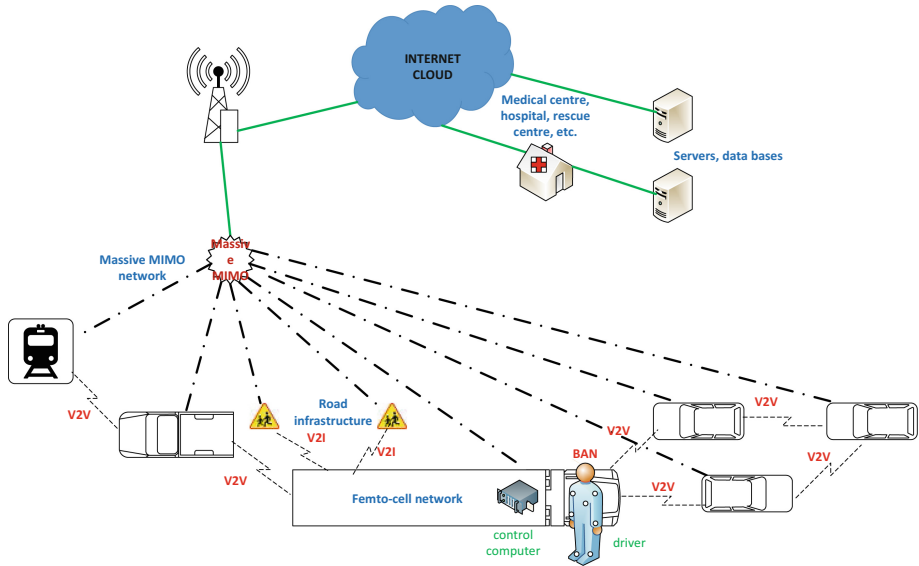 INTERNET
CLOUD
Medical centre,
hospital, rescue
centre, etc.
Servers, data bases
Massive MIMO
network
Massiv
e
MIMO
V2V
Road
infrastructure
V2I
V2I
V2V
Femto-cell network
control
computer
BAN
driver
V2V
V2V
V2V
V2V